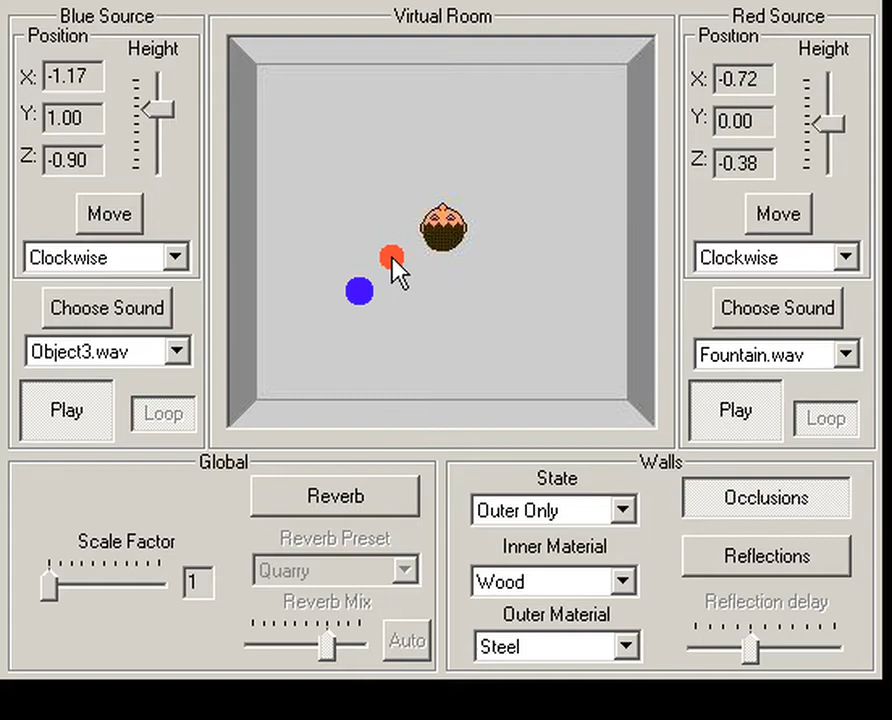 Blue Source
Position
Height
X: -1.17
Y: 1.00
Z: -0.90
Move
Clockwise
Choose Sound
Object3.wav
Play
Loop
Virtual Room
Red Source
Position
Height
X: -0.72
Y: 0.00
Z: -0.38
Move
Clockwise
Choose Sound
Fountain.wav
Play
Loop
Global
Scale Factor
1
Reverb
Reverb Preset
Quarry
Reverb Mix
Auto
Walls
State
Outer Only
Inner Material
Wood
Outer Material
Steel
Occlusions
Reflections
Reflection delay